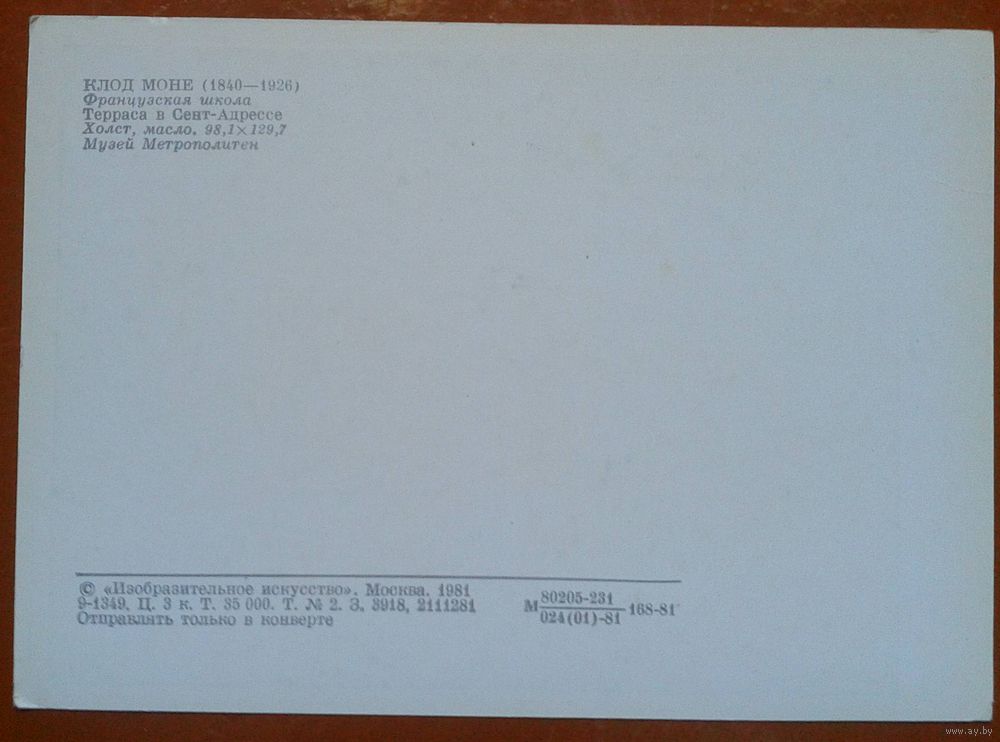 КЛОД МОНЕ (1840—1926)
Французская школа
Терраса в Сент-Адрессе
Холст, масло. 98,1×129,7
Музей Метрополитен
© «Изобразительное искусство». Москва. 1981
9-1349. Ц. 3 к. Т. 35 000. Т. № 2. З. 3918, 2111281
Отправлять только в конверте
М 80205-231 168-81
024(01)-81
www.ay.by